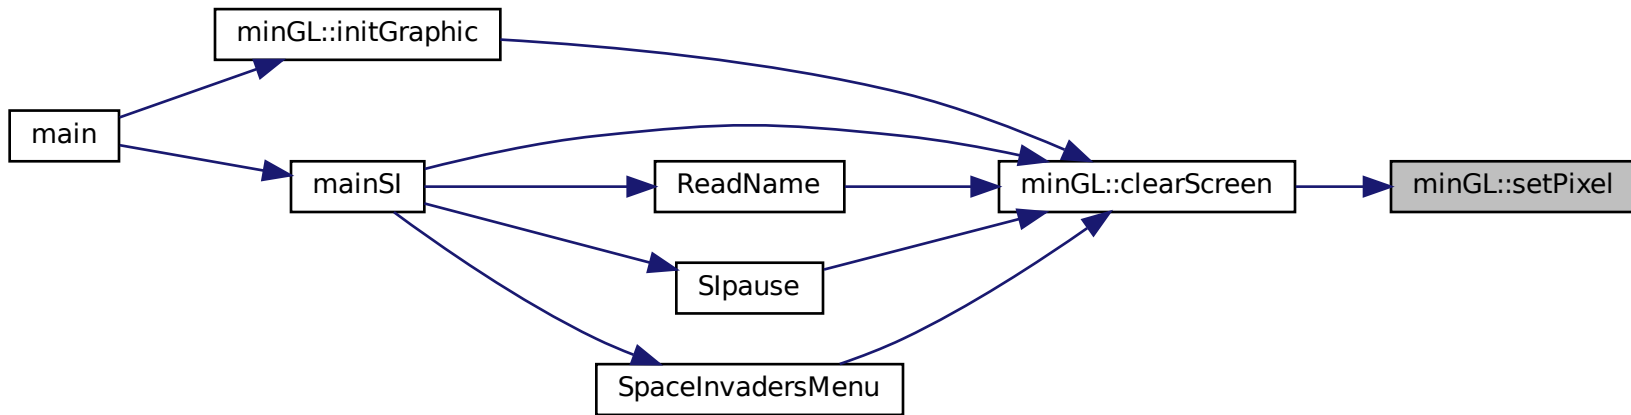 minGL::initGraphic
main
mainSI
ReadName
minGL::clearScreen
minGL::setPixel
SIpause
SpaceInvadersMenu